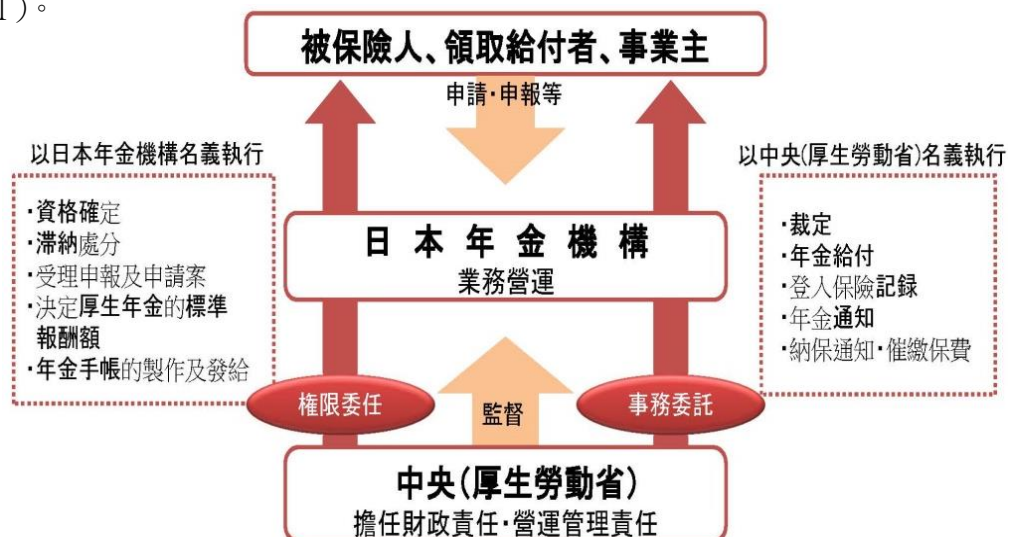 )。
被保險人、領取給付者、事業主
申請・申報等
以日本年金機構名義執行
・資格確定
・滯納處分
・受理申報及申請案
・決定厚生年金的標準
報酬額
・年金手帳的製作及發給
以中央(厚生勞動省)名義執行
・裁定
・年金給付
・登入保險記録
・年金通知
・納保通知・催繳保費
日本年金機構
業務營運
權限委任
監督
事務委託
中央(厚生勞動省)
擔任財政責任・營運管理責任